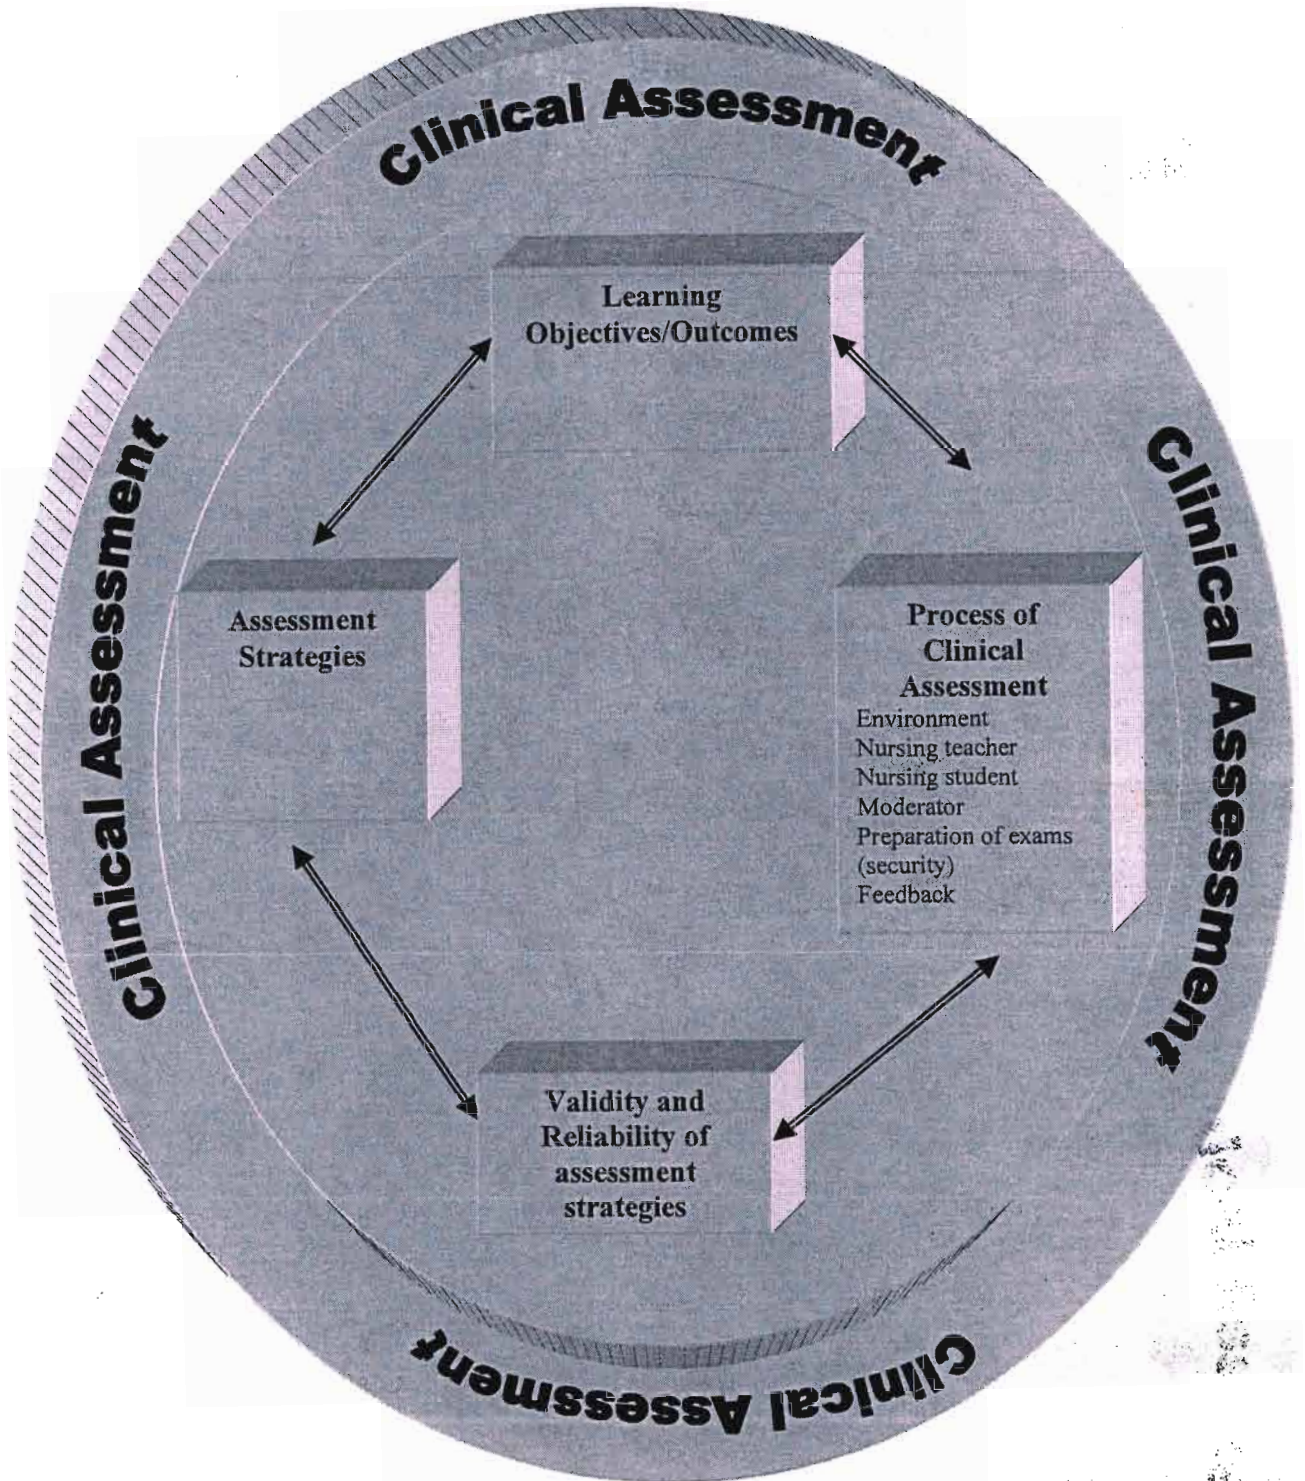 Clinical Assessment
Learning
Objectives/Outcomes
Clinical Assessment
Clinical Assessment
Assessment
Strategies
Process of
Clinical
Assessment
Environment
Nursing teacher
Nursing student
Moderator
Preparation of exams
(security)
Feedback
Validity and
Reliability of
assessment
strategies
Clinical Assessment